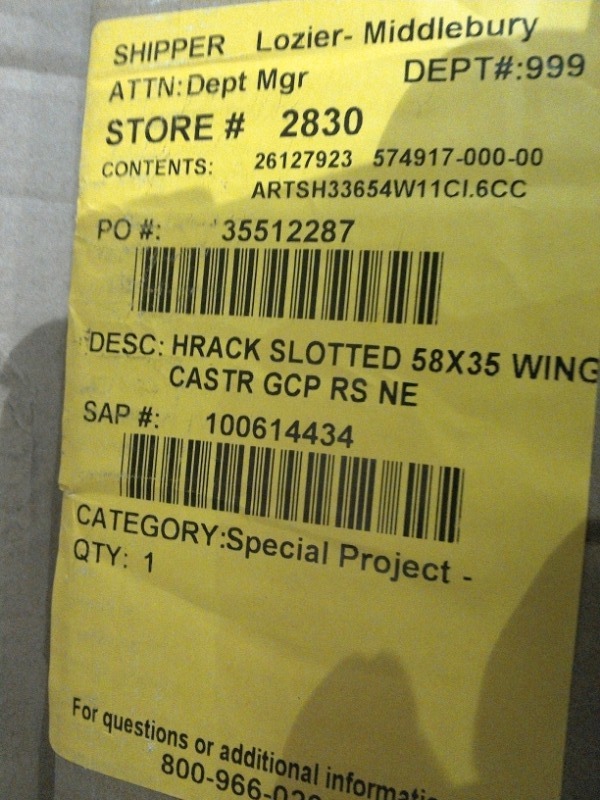 SHIPPER Lozier- Middlebury
ATTN:Dept Mgr DEPT#:999
STORE # 2830
CONTENTS: 26127923 574917-000-00
ARTSH33654W11CI.6CC
PO #: 35512287
DESC: HRACK SLOTTED 58X35 WING
CASTR GCP RS NE
SAP #: 100614434
CATEGORY:Special Project -
QTY: 1
For questions or additional
800-966-